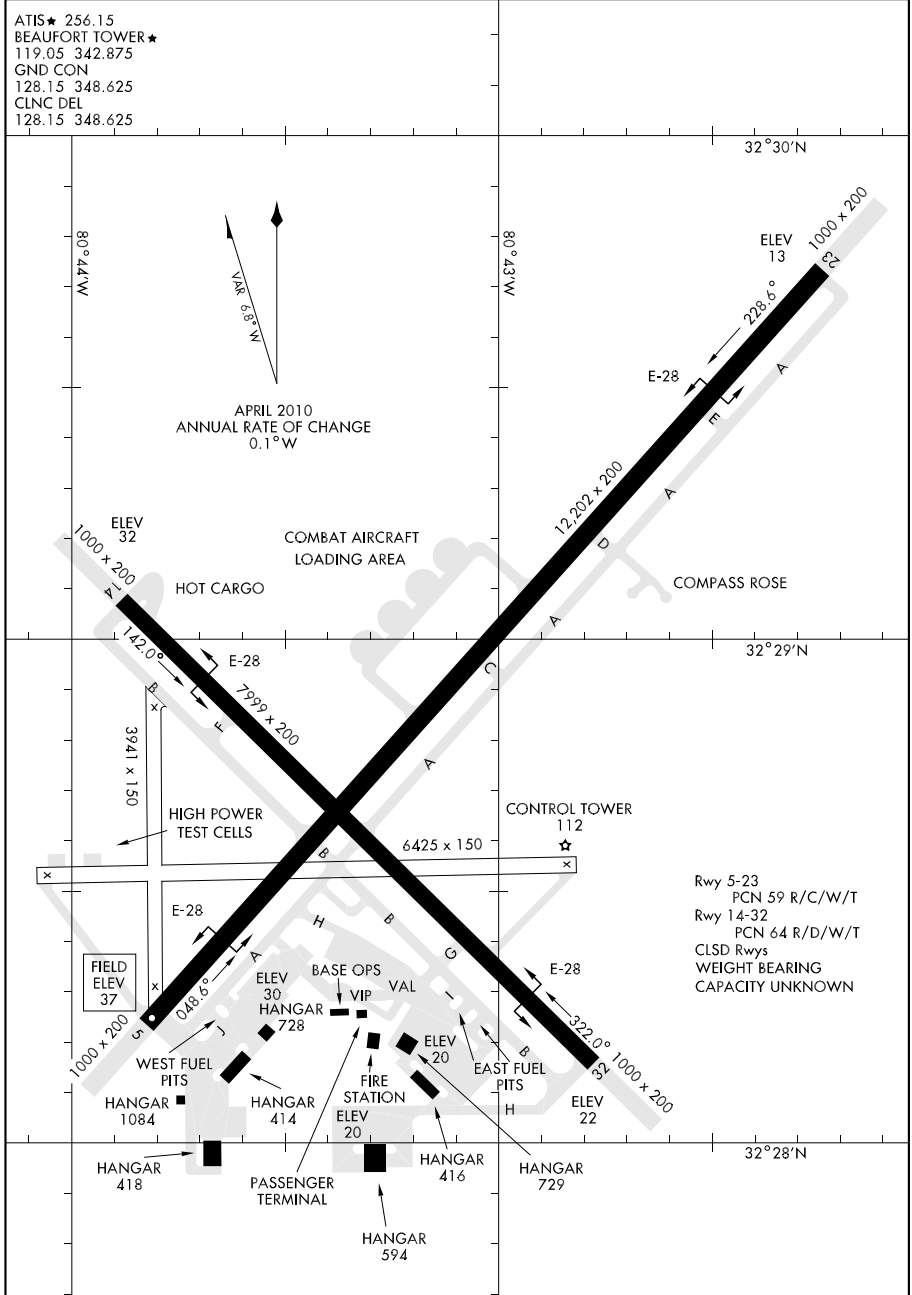 ATIS★ 256.15
BEAUFORT TOWER★
119.05 342.875
GND CON
128.15 348.625
CLNC DEL
128.15 348.625
32°30'N
80°44'W
80°43'W
VAR 6.8°W
APRIL 2010
ANNUAL RATE OF CHANGE
0.1°W
ELEV
13
1000 x 200
23
228.6°
E-28
A
E
A
12,202 x 200
D
COMBAT AIRCRAFT
LOADING AREA
COMPASS ROSE
ELEV
32
1000 x 200
14
HOT CARGO
A
32°29'N
142.0°
E-28
B
F
7999 x 200
C
x
3941 x 150
A
HIGH POWER
TEST CELLS
CONTROL TOWER
112
6425 x 150
B
x
x
Rwy 5-23
PCN 59 R/C/W/T
Rwy 14-32
PCN 64 R/D/W/T
CLSD Rwys
WEIGHT BEARING
CAPACITY UNKNOWN
E-28
H
B
A
G
FIELD
ELEV
37
x
048.6°
ELEV
30
HANGAR
728
BASE OPS
VIP
VAL
I
E-28
5
1000 x 200
J
WEST FUEL
PITS
FIRE
STATION
ELEV
20
EAST FUEL
PITS
B
322.0°
32
1000 x 200
HANGAR
1084
HANGAR
414
ELEV
20
H
ELEV
22
32°28'N
HANGAR
418
PASSENGER
TERMINAL
HANGAR
416
HANGAR
729
HANGAR
594